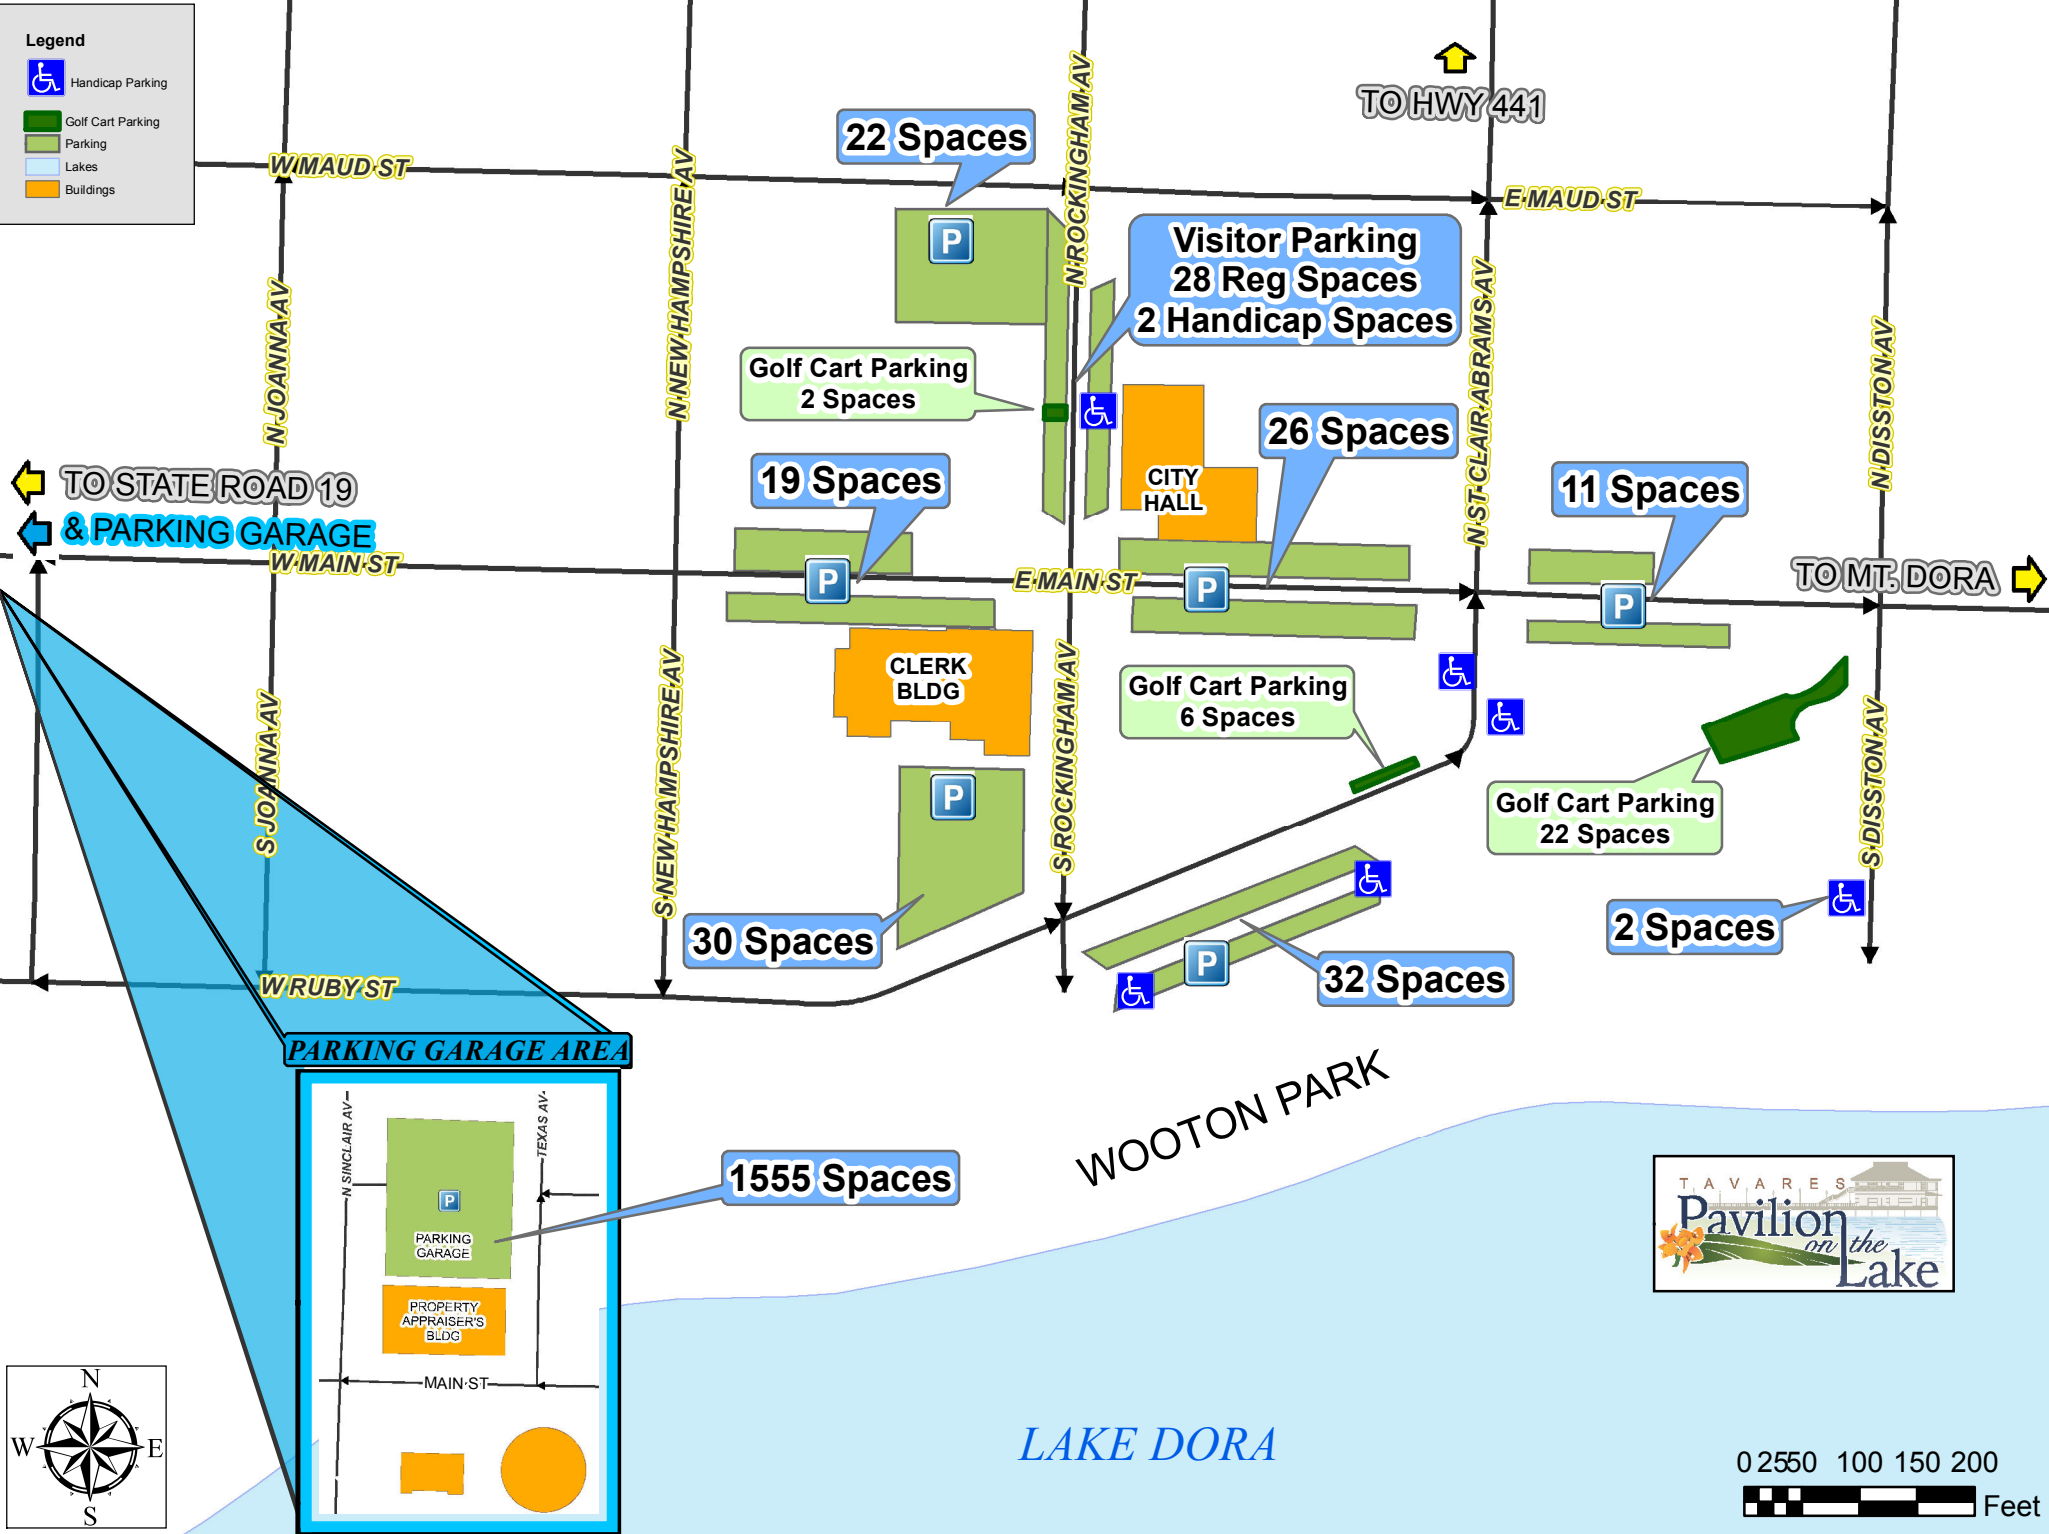 Legend
Handicap Parking
Golf Cart Parking
Parking
Lakes
Buildings
TO HWY 441
W MAUD ST
E MAUD ST
22 Spaces
N ROCKINGHAM AV
N NEW HAMPSHIRE AV
N JOANNA AV
N ST CLAIR ABRAMS AV
N DISSTON AV
P
Visitor Parking
28 Reg Spaces
2 Handicap Spaces
Golf Cart Parking
2 Spaces
26 Spaces
19 Spaces
11 Spaces
CITY
HALL
TO STATE ROAD 19
& PARKING GARAGE
W MAIN ST
E MAIN ST
P
P
P
TO MT. DORA
CLERK
BLDG
Golf Cart Parking
6 Spaces
S JOANNA AV
S NEW HAMPSHIRE AV
S ROCKINGHAM AV
S DISSTON AV
P
Golf Cart Parking
22 Spaces
30 Spaces
2 Spaces
P
32 Spaces
W RUBY ST
PARKING GARAGE AREA
N SINCLAIR AV
TEXAS AV
P
PARKING
GARAGE
1555 Spaces
PROPERTY
APPRAISER'S
BLDG
MAIN ST
WOOTON PARK
TAVARES
Pavilion
on the
Lake
LAKE DORA
N
W E
S
0 25 50 100 150 200
Feet